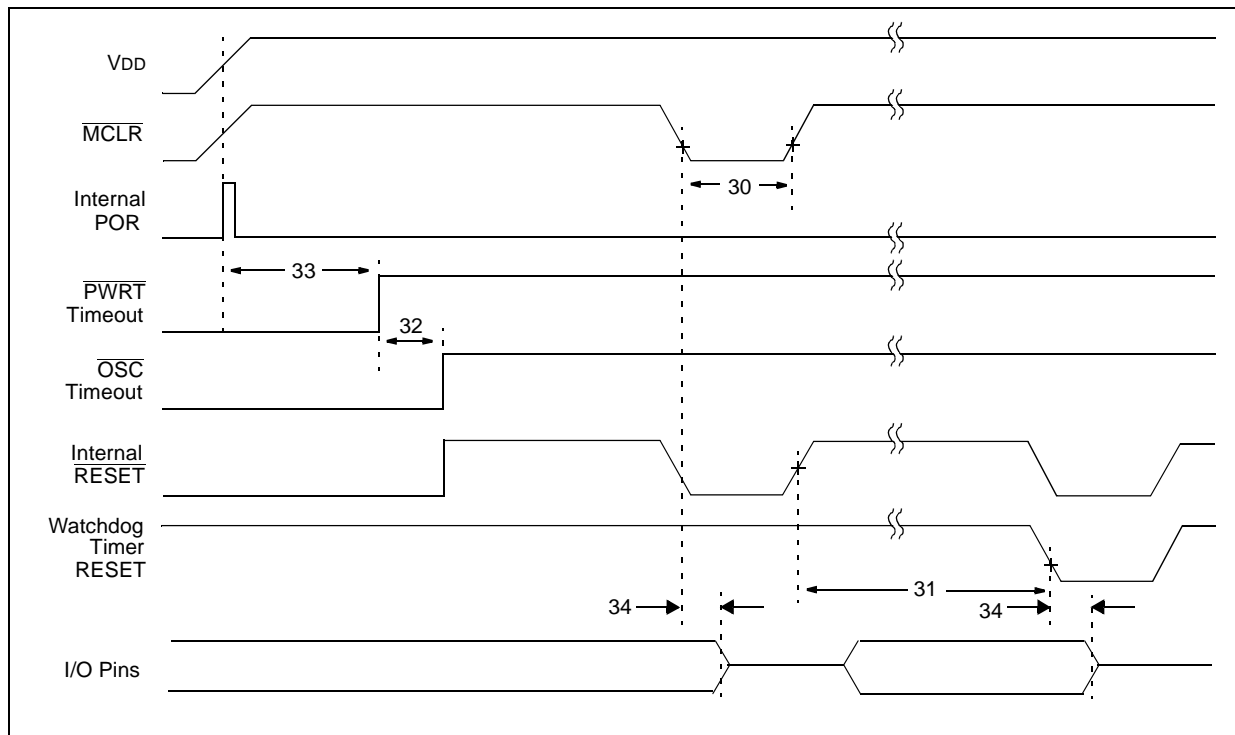 VDD
MCLR
30
Internal
POR
33
PWRT
Timeout
32
OSC
Timeout
Internal
RESET
Watchdog
Timer
RESET
31
34
34
I/O Pins